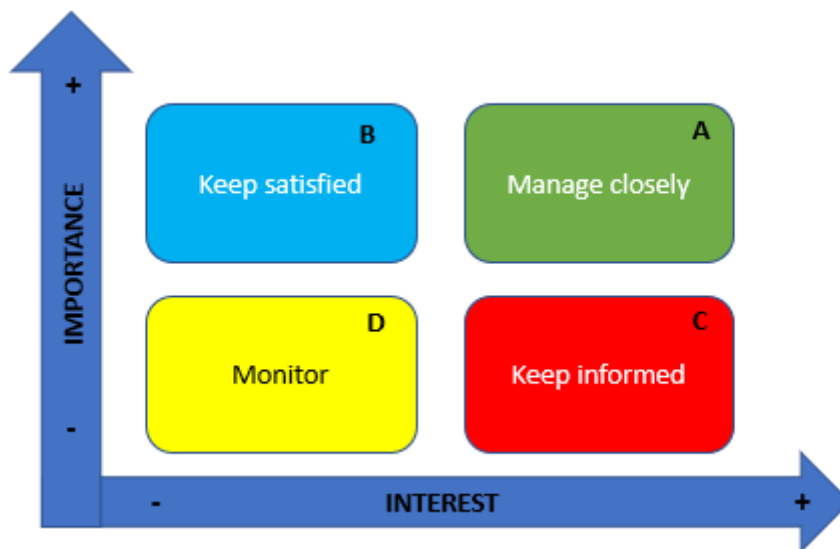 +
B
Keep satisfied
A
Manage closely
IMPORTANCE
D
Monitor
C
Keep informed
-
-
INTEREST
+